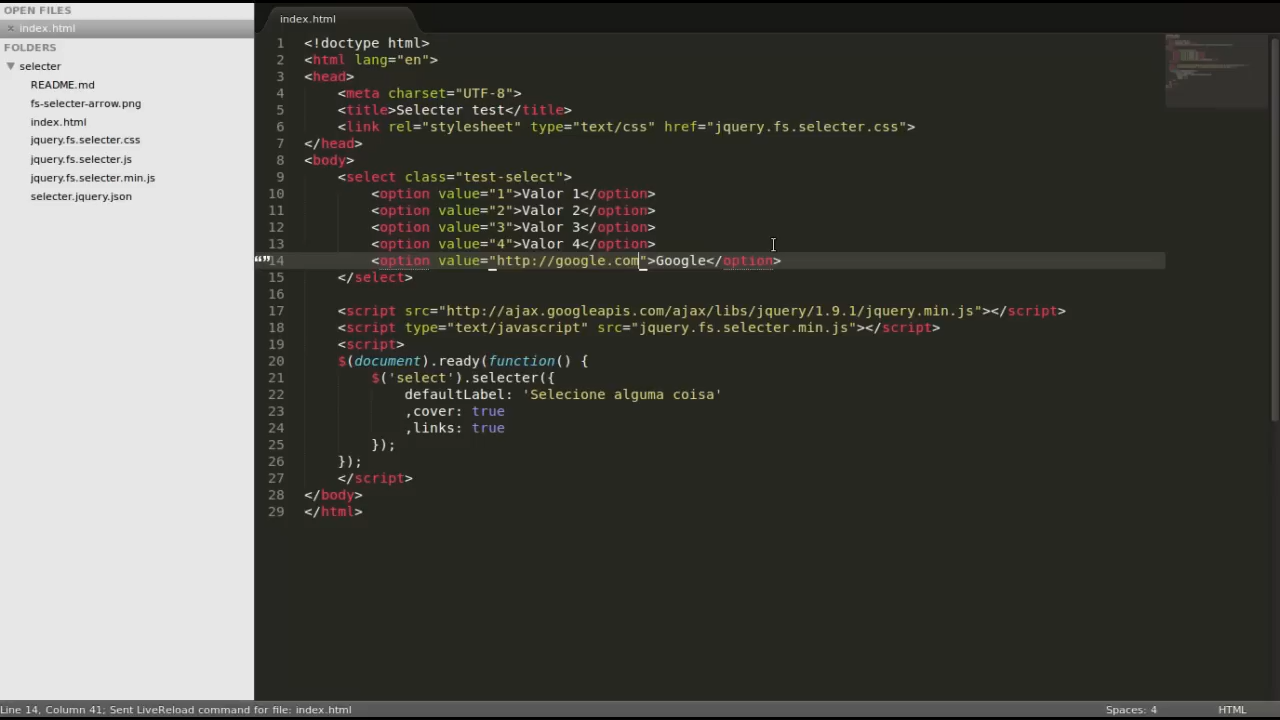 OPEN FILES
× index.html
FOLDERS
selecter
README.md
fs-selecter-arrow.png
index.html
jquery.fs.selecter.css
jquery.fs.selecter.js
jquery.fs.selecter.min.js
selecter.jquery.json
index.html
1 <!doctype html>
2 <html lang="en">
3 <head>
4     <meta charset="UTF-8">
5     <title>Selecter test</title>
6     <link rel="stylesheet" type="text/css" href="jquery.fs.selecter.css">
7 </head>
8 <body>
9     <select class="test-select">
10         <option value="1">Valor 1</option>
11         <option value="2">Valor 2</option>
12         <option value="3">Valor 3</option>
13         <option value="4">Valor 4</option>
14         <option value="http://google.com">Google</option>
15     </select>
16
17     <script src="http://ajax.googleapis.com/ajax/libs/jquery/1.9.1/jquery.min.js"></script>
18     <script type="text/javascript" src="jquery.fs.selecter.min.js"></script>
19     <script>
20     $(document).ready(function() {
21         $('select').selecter({
22             defaultLabel: 'Selecione alguma coisa'
23             ,cover: true
24             ,links: true
25         });
26     });
27     </script>
28 </body>
29 </html>
Line 14, Column 41; Sent LiveReload command for file: index.html
Spaces: 4
HTML